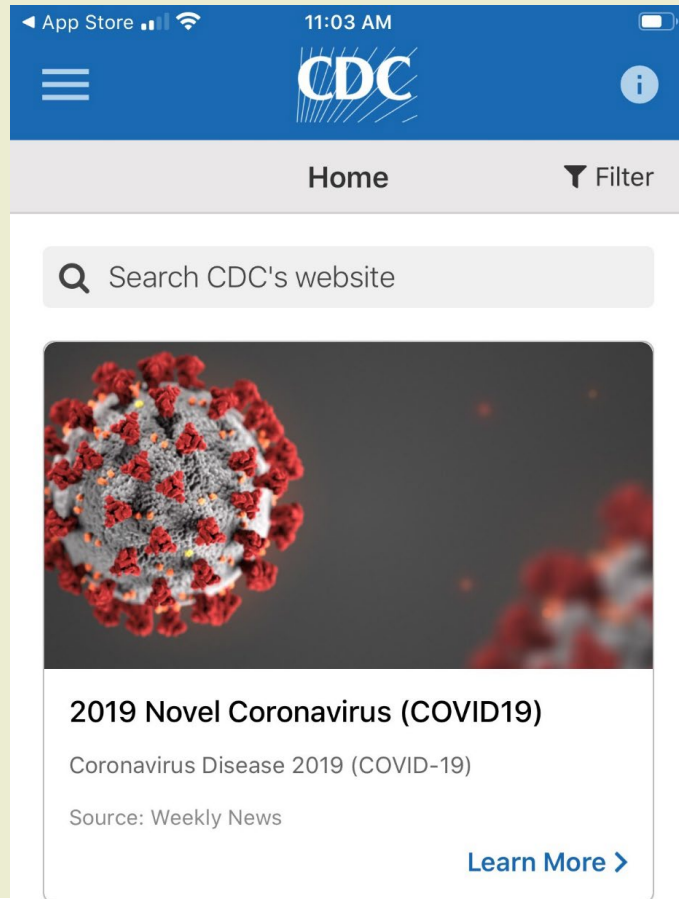 ◀ App Store
11:03 AM
CDC
i
Home
Filter
Search CDC's website
2019 Novel Coronavirus (COVID19)
Coronavirus Disease 2019 (COVID-19)
Source: Weekly News
Learn More >